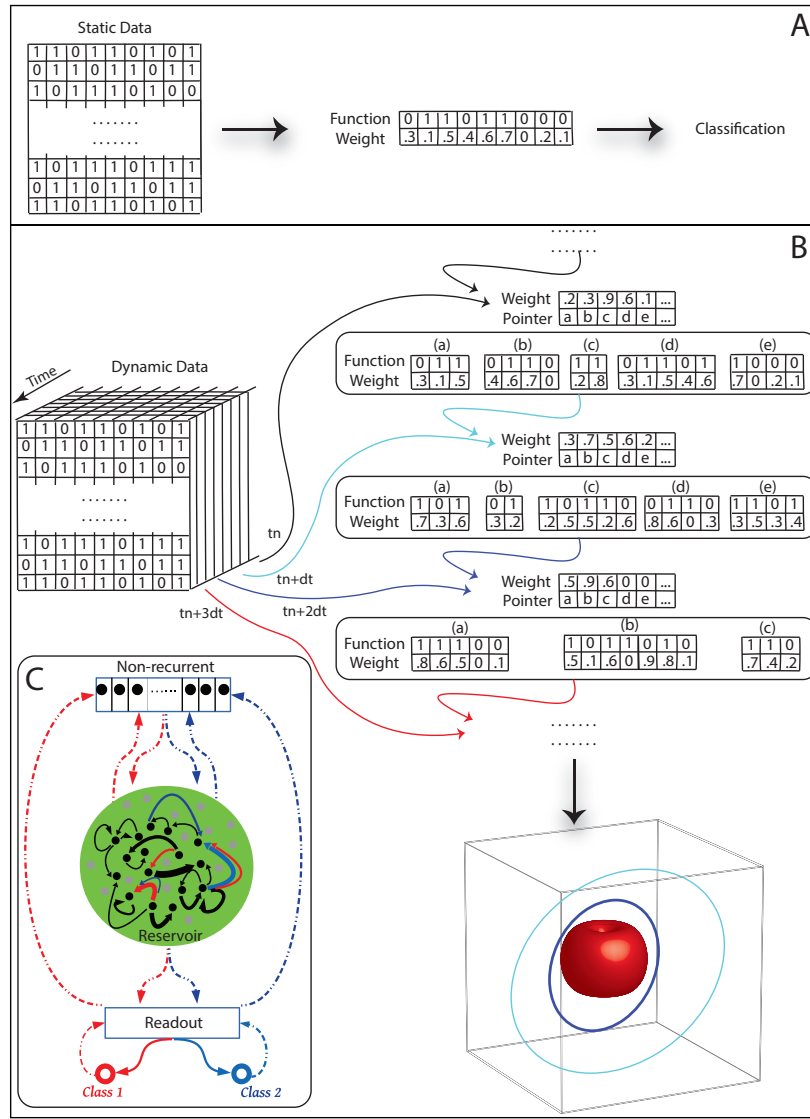 A
Static Data
1 1 0 1 1 0 1 0 1
0 1 1 0 1 1 0 1 1
1 0 1 1 1 0 1 0 0
.......
.......
1 0 1 1 0 1 1 1 1
0 1 1 0 1 1 0 1 1
1 1 0 1 1 0 1 0 1
Function 0 1 1 0 1 1 0 0 0
Weight .3 .1 .5 .4 .6 .7 0 .2 .1
Classification
B
.......
.......
Weight .2 .3 .9 .6 .1 ...
Pointer a b c d e ...
(a) (b) (c) (d) (e)
Function 0 1 1 0 1 1 0 1 1 0 1 1 0 1 1 0 0 0
Weight .3 .1 .5 .4 .6 .7 0 .2 .8 .3 .1 .5 .4 .6 .7 0 .2 .1
Time
Dynamic Data
1 1 0 1 1 0 1 0 1
0 1 1 0 1 1 0 1 1
1 0 1 1 1 0 1 0 0
.......
.......
1 0 1 1 0 1 1 1 1
0 1 1 0 1 1 0 1 1
1 1 0 1 1 0 1 0 1
tn
tn+dt
tn+2dt
tn+3dt
Weight .3 .7 .5 .6 .2 ...
Pointer a b c d e ...
(a) (b) (c) (d) (e)
Function 1 0 1 0 1 1 0 1 1 0 0 1 1 0 1 1 0 1
Weight .7 .3 .6 .3 .2 .2 .5 .5 .2 .6 .8 .6 0 .3 .3 .5 .3 .4
Weight .5 .9 .6 0 0 ...
Pointer a b c d e ...
(a) (b) (c)
Function 1 1 1 0 0 1 0 1 1 0 1 0 1 1 0
Weight .8 .6 .5 0 .1 .5 .1 .6 0 .9 .8 .1 .7 .4 .2
.......
.......
C
Non-recurrent
.......
Reservoir
Readout
Class 1
Class 2